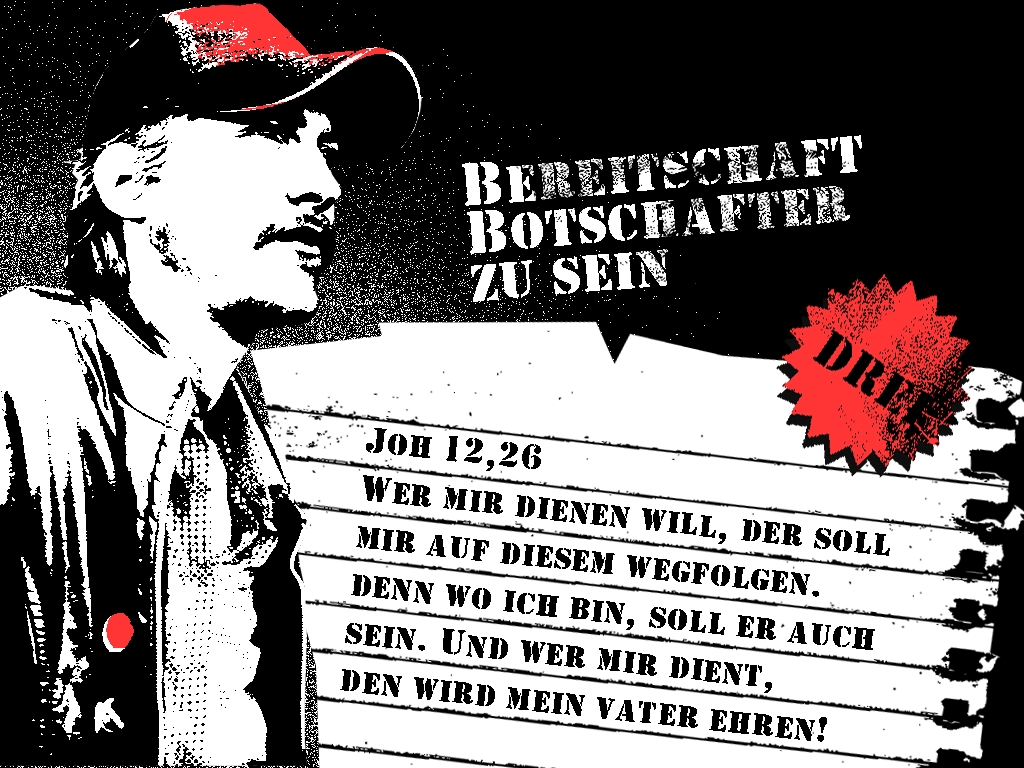 BEREITSCHAFT
BOTSCHAFTER
ZU SEIN
DREI
JOH 12,26
WER MIR DIENEN WILL, DER SOLL
MIR AUF DIESEM WEGFOLGEN.
DENN WO ICH BIN, SOLL ER AUCH
SEIN. UND WER MIR DIENT,
DEN WIRD MEIN VATER EHREN!